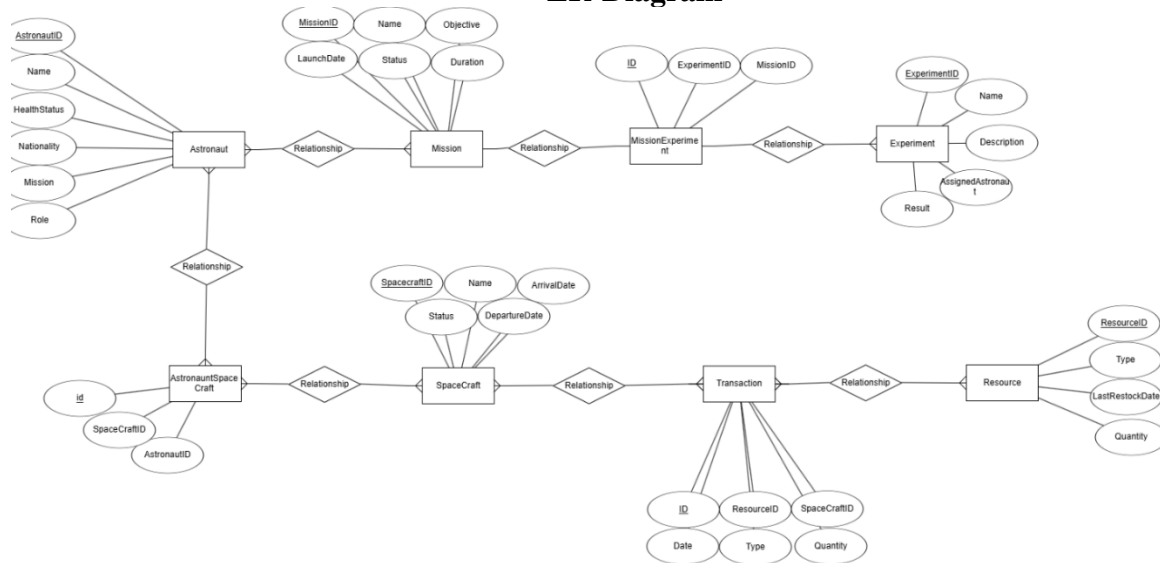 ER Diagram
MissionID
Name
Objective
AstronautID
LaunchDate
Status
Duration
ID
ExperimentID
MissionID
ExperimentID
Name
Name
HealthStatus
Nationality
Mission
Role
Astronaut
Relationship
Mission
Relationship
MissionExperime
nt
Relationship
Experiment
Description
AssignedAstronau
t
Result
Relationship
SpacecraftID
Name
ArrivalDate
Status
DepartureDate
ResourceID
Type
LastRestockDate
Quantity
AstronauntSpace
Craft
Relationship
SpaceCraft
Relationship
Transaction
Relationship
Resource
id
SpaceCraftID
AstronautID
ID
ResourceID
SpaceCraftID
Date
Type
Quantity